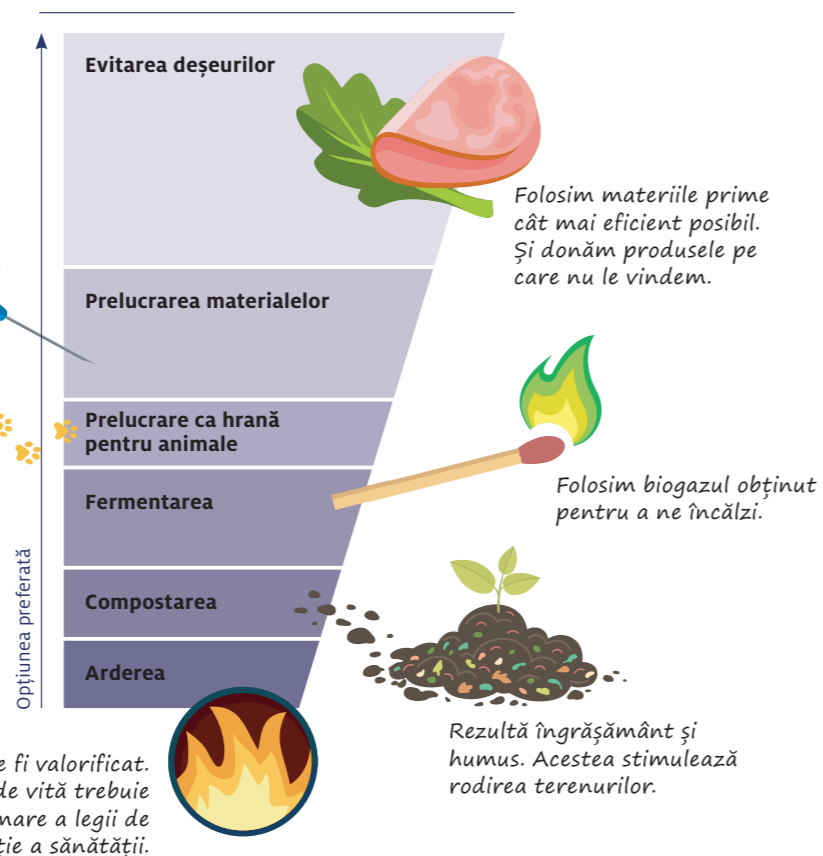 Evitarea deșeurilor
Folosim materiile prime
cât mai eficient posibil.
Și donăm produsele pe
care nu le vindem.
Prelucrarea materialelor
Prelucrare ca hrană
pentru animale
Fermentarea
Folosim biogazul obținut
pentru a ne încălzi.
Compostarea
Arderea
Opțiunea preferată
Rezultă îngrășământ și
humus. Acestea stimulează
rodirea terenurilor.
fi valorificat.
de vită trebuie
a legii de
a sănătății.